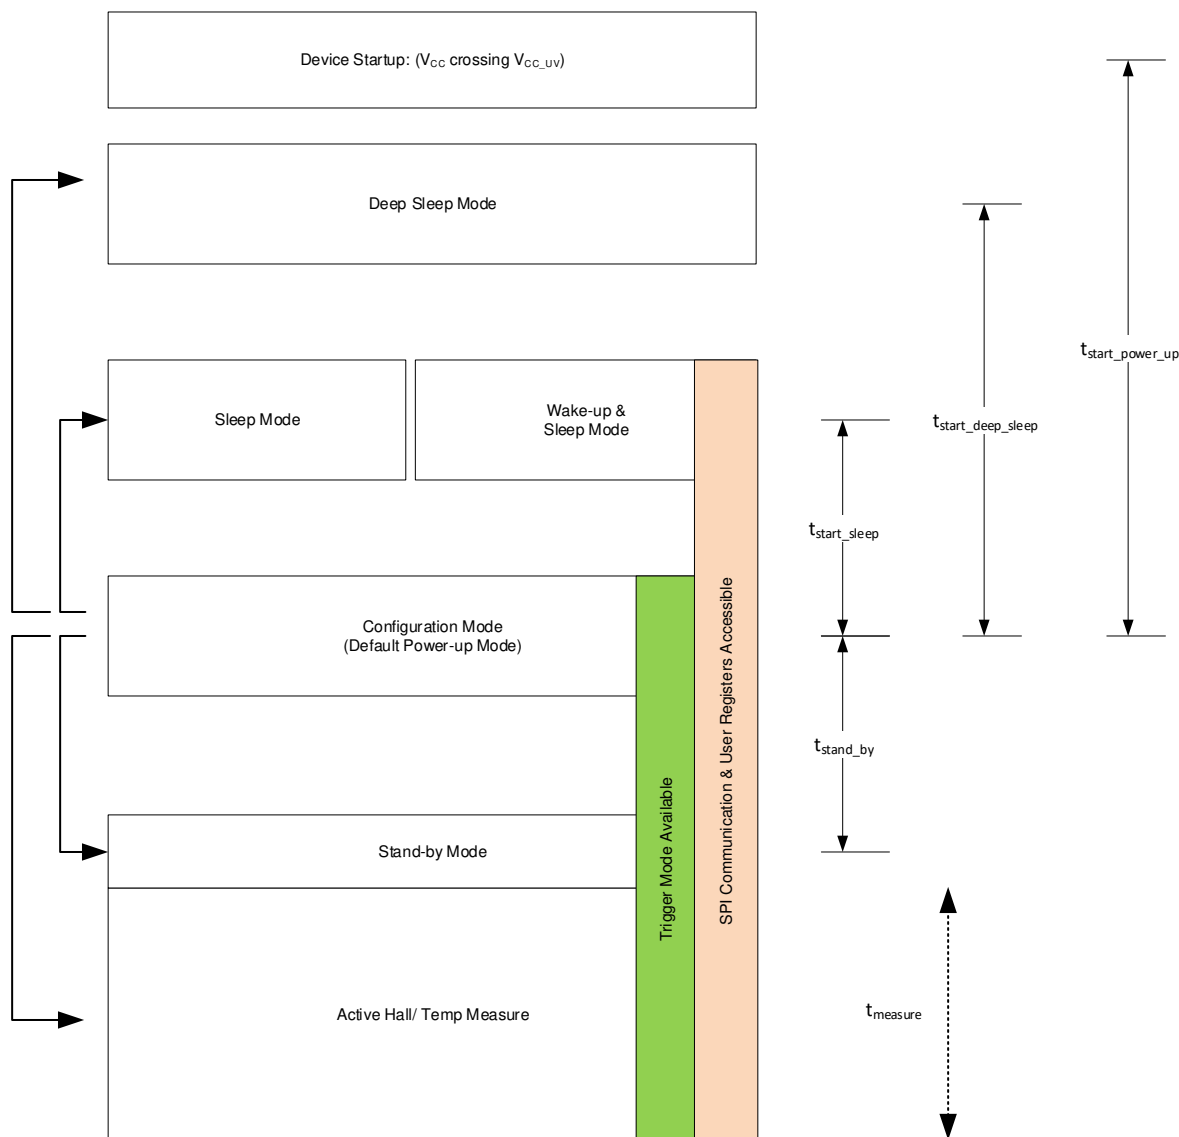 Device Startup: (VCC crossing VCC_UV)
Deep Sleep Mode
tstart_power_up
Sleep Mode
Wake-up &
Sleep Mode
tstart_deep_sleep
tstart_sleep
Configuration Mode
(Default Power-up Mode)
SPI Communication & User Registers Accessible
tstand_by
Trigger Mode Available
Stand-by Mode
Active Hall/ Temp Measure
tmeasure